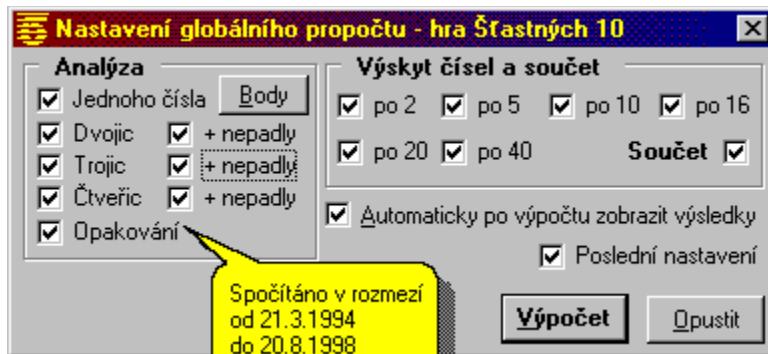 Nastavení globálního propočtu - hra Šťastných 10
Analýza
Jednoho čísla
Body
Dvojic
+ nepadly
Trojic
+ nepadly
Čtveřic
+ nepadly
Opakování
Výskyt čísel a součet
po 2
po 5
po 10
po 16
po 20
po 40
Součet
Automaticky po výpočtu zobrazit výsledky
Poslední nastavení
Spočítáno v rozmezí
od 21.3.1994
do 20.8.1998
Výpočet
Opustit